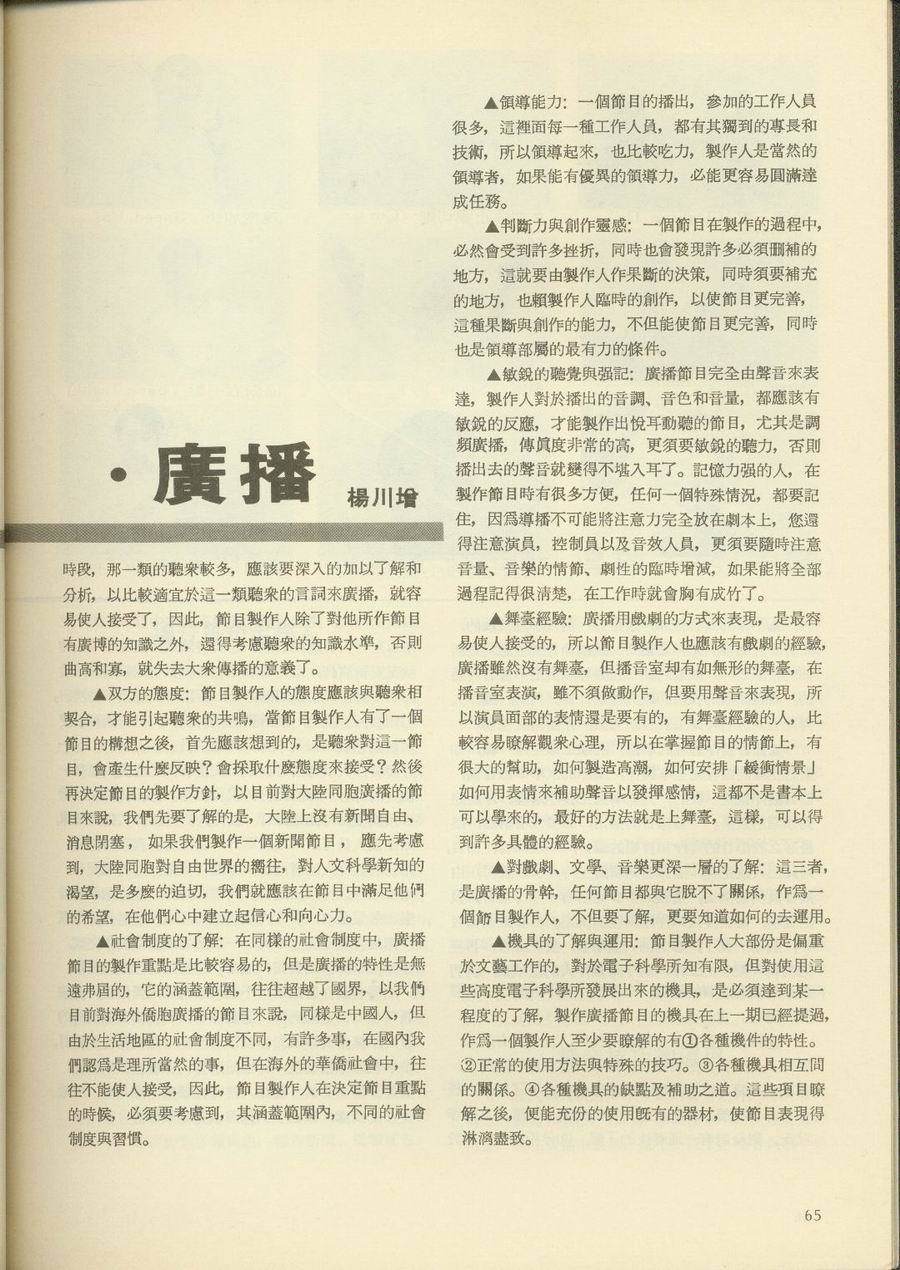 ·廣播
楊川增
時段，那一類的聽衆較多，應該要深入的加以了解和
分析，以比較適宜於這一類聽衆的言詞來廣播，就容
易使人接受了，因此，節目製作人除了對他所作節目
有廣博的知識之外，還得考慮聽衆的知識水準，否則
曲高和寡，就失去大衆傳播的意義了。
▲双方的態度：節目製作人的態度應該與聽衆相
契合，才能引起聽衆的共鳴，當節目製作人有了一個
節目的構想之後，首先應該想到的，是聽衆對這一節
目，會產生什麼反映？會採取什麼態度來接受？然後
再決定節目的製作方針，以目前對大陸同胞廣播的節
目來說，我們先要了解的是，大陸上沒有新聞自由、
消息閉塞，如果我們製作一個新聞節目，應先考慮
到，大陸同胞對自由世界的嚮往，對人文科學新知的
渴望，是多麼的迫切，我們就應該在節目中滿足他們
的希望，在他們心中建立起信心和向心力。
▲社會制度的了解：在同樣的社會制度中，廣播
節目的製作重點是比較容易的，但是廣播的特性是無
遠弗屆的，它的涵蓋範圍，往往超越了國界，以我們
目前對海外僑胞廣播的節目來說，同樣是中國人，但
由於生活地區的社會制度不同，有許多事，在國內我
們認爲是理所當然的事，但在海外的華僑社會中，往
往不能使人接受，因此，節目製作人在決定節目重點
的時候，必須要考慮到，其涵蓋範圍內，不同的社會
制度與習慣。
▲領導能力：一個節目的播出，參加的工作人員
很多，這裡面每一種工作人員，都有其獨到的專長和
技術，所以領導起來，也比較吃力，製作人是當然的
領導者，如果能有優異的領導力，必能更容易圓滿達
成任務。
▲判斷力與創作靈感：一個節目在製作的過程中，
必然會受到許多挫折，同時也會發現許多必須刪補的
地方，這就要由製作人作果斷的決策，同時須要補充
的地方，也賴製作人臨時的創作，以使節目更完善，
這種果斷與創作的能力，不但能使節目更完善，同時
也是領導部屬的最有力的條件。
▲敏銳的聽覺與强記：廣播節目完全由聲音來表
達，製作人對於播出的音調、音色和音量，都應該有
敏銳的反應，才能製作出悅耳動聽的節目，尤其是調
頻廣播，傳眞度非常的高，更須要敏銳的聽力，否則
播出去的聲音就變得不堪入耳了。記憶力强的人，在
製作節目時有很多方便，任何一個特殊情況，都要記
住，因爲導播不可能將注意力完全放在劇本上，您還
得注意演員，控制員以及音效人員，更須要隨時注意
音量、音樂的情節、劇性的臨時增減，如果能將全部
過程記得很清楚，在工作時就會胸有成竹了。
▲舞臺經驗：廣播用戲劇的方式來表現，是最容
易使人接受的，所以節目製作人也應該有戲劇的經驗，
廣播雖然沒有舞臺，但播音室却有如無形的舞臺，在
播音室表演，雖不須做動作，但要用聲音來表現，所
以演員面部的表情還是要有的，有舞臺經驗的人，比
較容易瞭解觀衆心理，所以在掌握節目的情節上，有
很大的幫助，如何製造高潮，如何安排「緩衝情景」
如何用表情來補助聲音以發揮感情，這都不是書本上
可以學來的，最好的方法就是上舞臺，這樣，可以得
到許多具體的經驗。
▲對戲劇、文學、音樂更深一層的了解：這三者，
是廣播的骨幹，任何節目都與它脫不了關係，作爲一
個節目製作人，不但要了解，更要知道如何的去運用。
▲機具的了解與運用：節目製作人大部份是偏重
於文藝工作的，對於電子科學所知有限，但對使用這
些高度電子科學所發展出來的機具，是必須達到某一
程度的了解，製作廣播節目的機具在上一期已經提過，
作爲一個製作人至少要瞭解的有①各種機件的特性。
②正常的使用方法與特殊的技巧。③各種機具相互間
的關係。④各種機具的缺點及補助之道。這些項目瞭
解之後，便能充份的使用旣有的器材，使節目表現得
淋漓盡致。
65